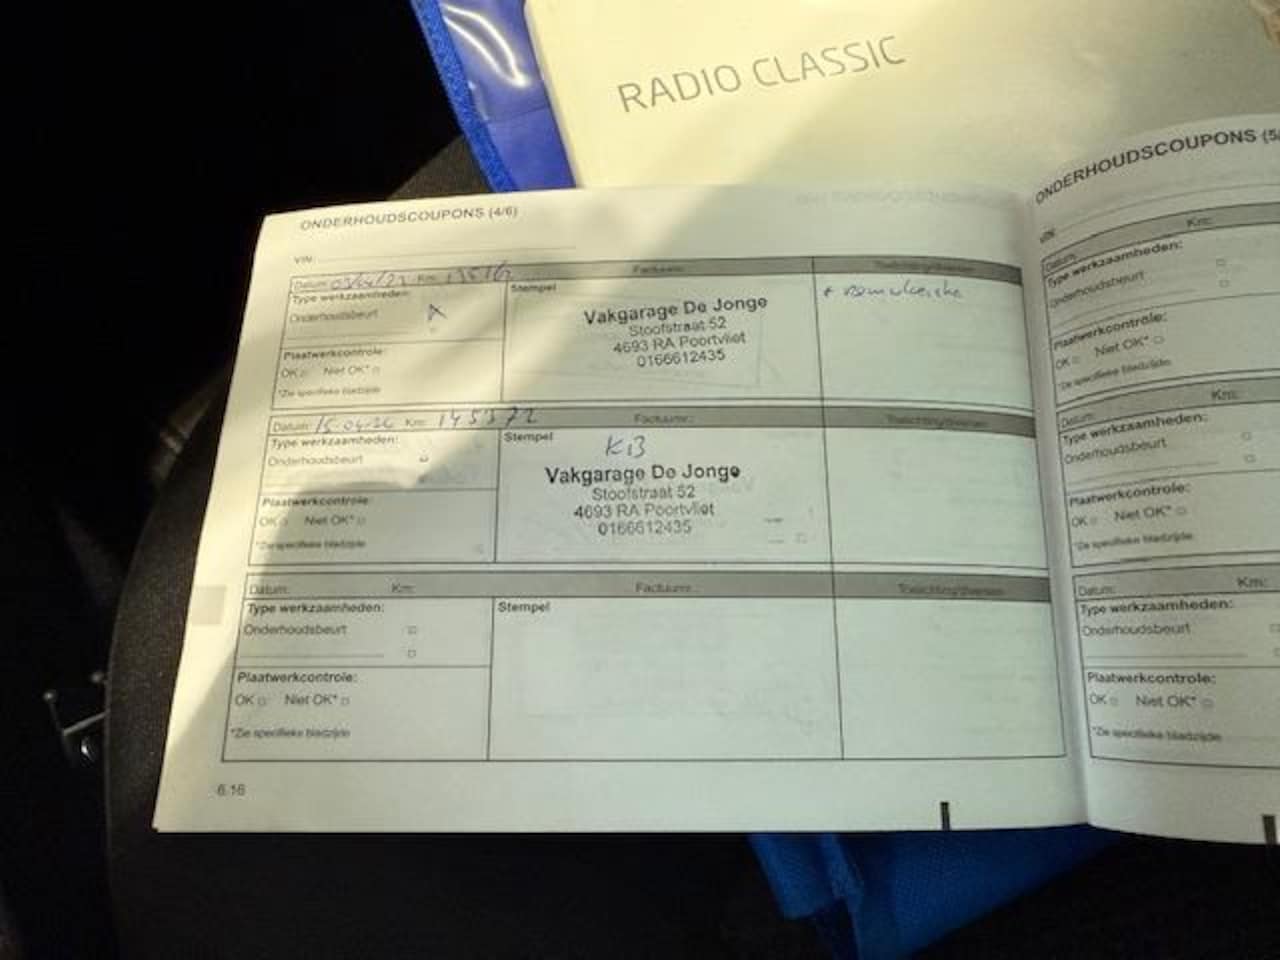 RADIO CLASSIC
ONDERHOUDSCOUPONS (4/6)
VIN:
Datum: Km: Factuurnr.:
Type werkzaamheden:
Onderhoudsbeurt
Stempel
Vakgarage De Jonge
Stoofstraat 52
4693 RA Poortvliet
0166612435
Plaatwerkcontrole:
OK Niet OK*
*Zie specifieke bladzijde
Datum: 15-04- Km: 145372 Factuurnr.:
Type werkzaamheden:
Onderhoudsbeurt
Stempel
Vakgarage De Jonge
Stoofstraat 52
4693 RA Poortvliet
0166612435
Plaatwerkcontrole:
OK Niet OK*
*Zie specifieke bladzijde
Datum: Km: Factuurnr.:
Type werkzaamheden:
Onderhoudsbeurt
Stempel
Plaatwerkcontrole:
OK Niet OK*
*Zie specifieke bladzijde
6.16
ONDERHOUDSCOUPONS (5/
VIN:
Datum: Km:
Type werkzaamheden:
Onderhoudsbeurt
Plaatwerkcontrole:
OK Niet OK*
*Zie specifieke bladzijde
Datum: Km:
Type werkzaamheden:
Onderhoudsbeurt
Plaatwerkcontrole:
OK Niet OK*
*Zie specifieke bladzijde
Datum: Km:
Type werkzaamheden:
Onderhoudsbeurt
Plaatwerkcontrole:
OK Niet OK*
*Zie specifieke bladzijde